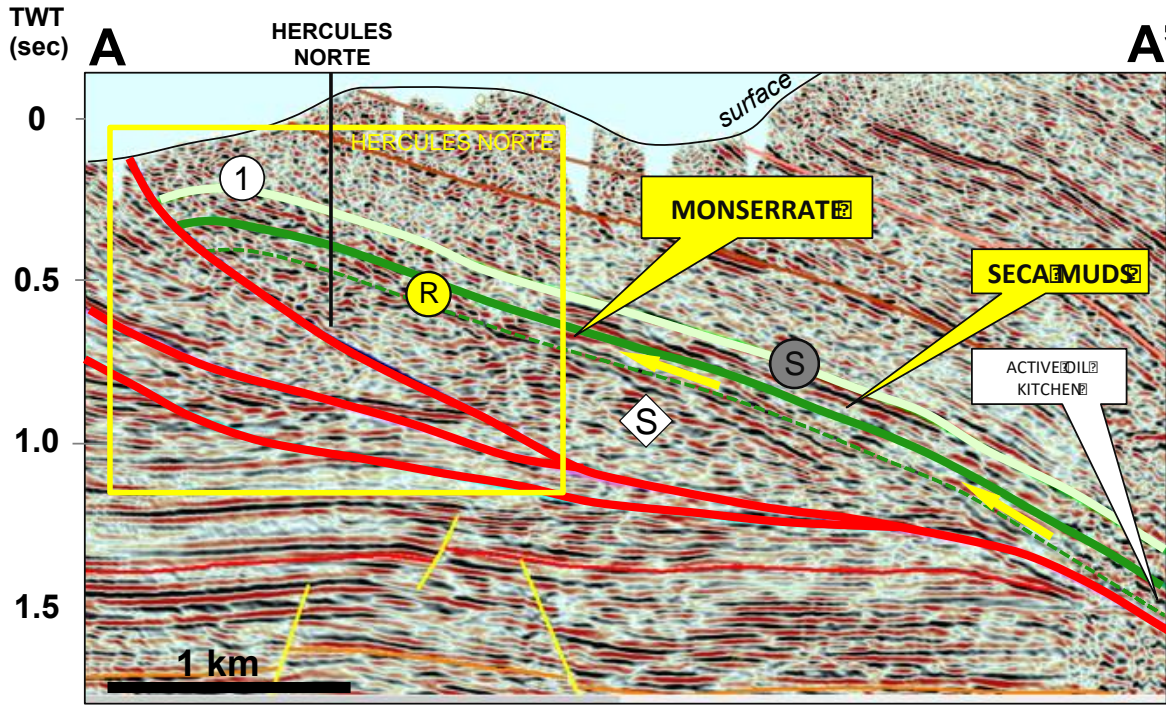 TWT
(sec)
A
HERCULES
NORTE
A'
surface
0
HERCULES NORTE
1
MONSERRATE⍰
R
0.5
SECA⍰MUDS⍰
S
ACTIVE⍰OIL⍰
KITCHEN⍰
S
1.0
1.5
1 km